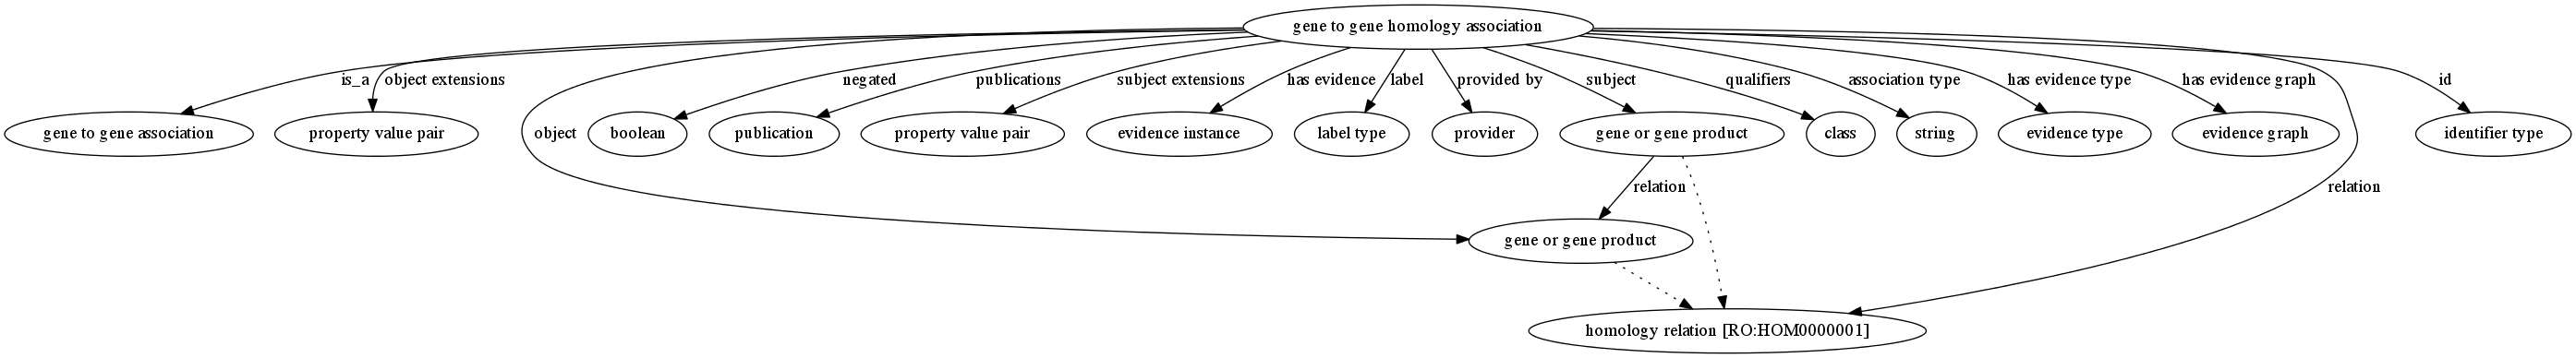 gene to gene homology association
is_a
object extensions
negated
publications
subject extensions
has evidence
label
provided by
subject
qualifiers
association type
has evidence type
has evidence graph
id
gene to gene association
property value pair
object
boolean
publication
property value pair
evidence instance
label type
provider
gene or gene product
class
string
evidence type
evidence graph
identifier type
relation
relation
gene or gene product
homology relation [RO:HOM0000001]